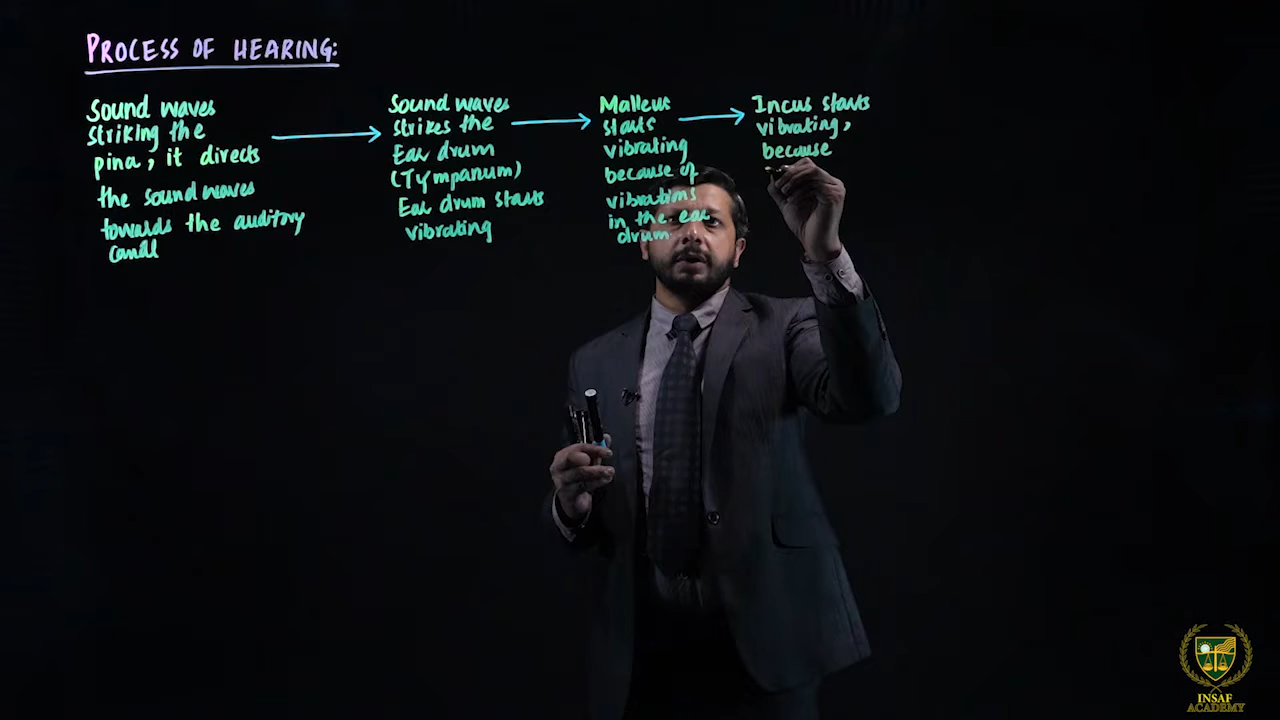 PROCESS OF HEARING:
Sound waves
striking the
pina, it directs
the sound waves
towards the auditory
canal
Sound waves
strikes the
Ear drum
(Tympanum)
Ear drum starts
vibrating
Malleus
starts
vibrating
because of
vibrations
in the ear
drum
Incus starts
vibrating,
because
INSAF
ACADEMY